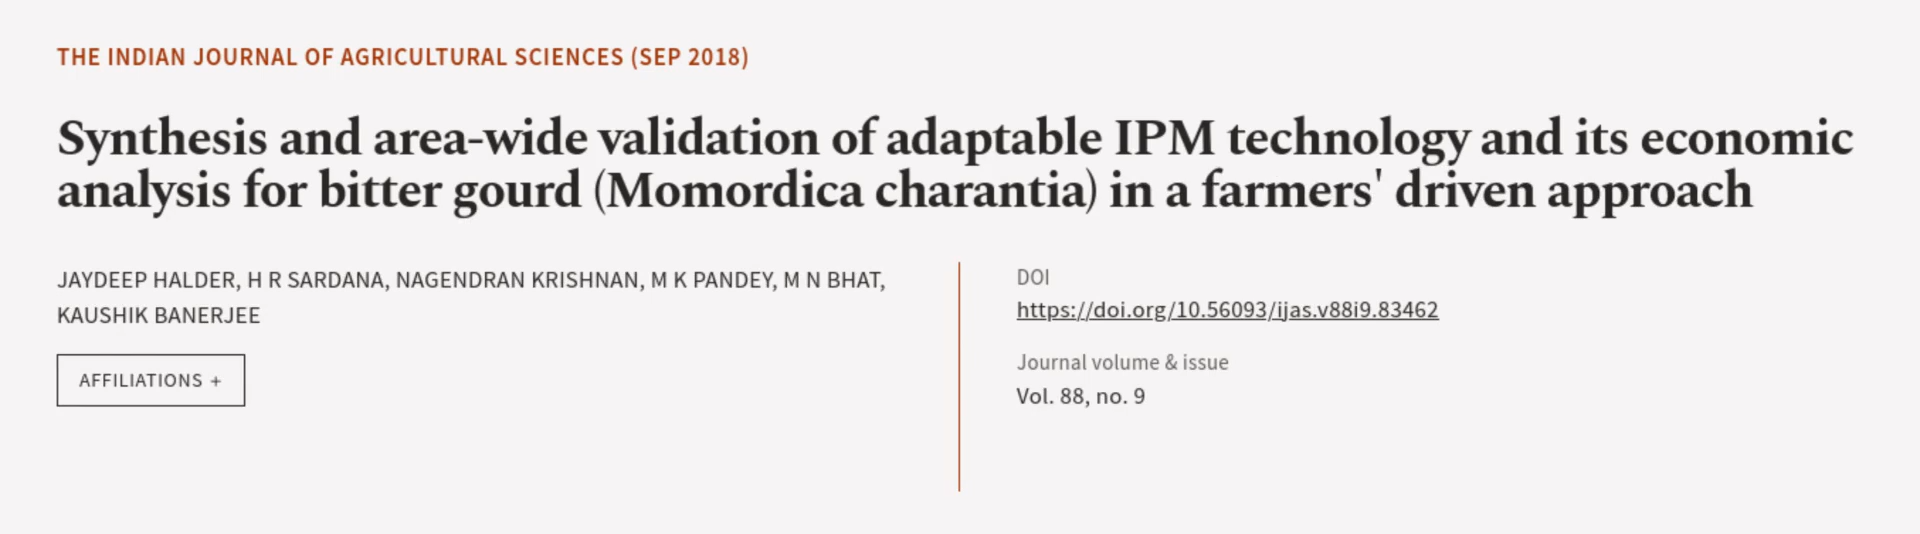 THE INDIAN JOURNAL OF AGRICULTURAL SCIENCES (SEP 2018)
Synthesis and area-wide validation of adaptable IPM technology and its economic
analysis for bitter gourd (Momordica charantia) in a farmers' driven approach
JAYDEEP HALDER, H R SARDANA, NAGENDRAN KRISHNAN, M K PANDEY, M N BHAT,
KAUSHIK BANERJEE
AFFILIATIONS +
DOI
https://doi.org/10.56093/ijas.v88i9.83462
Journal volume & issue
Vol. 88, no. 9